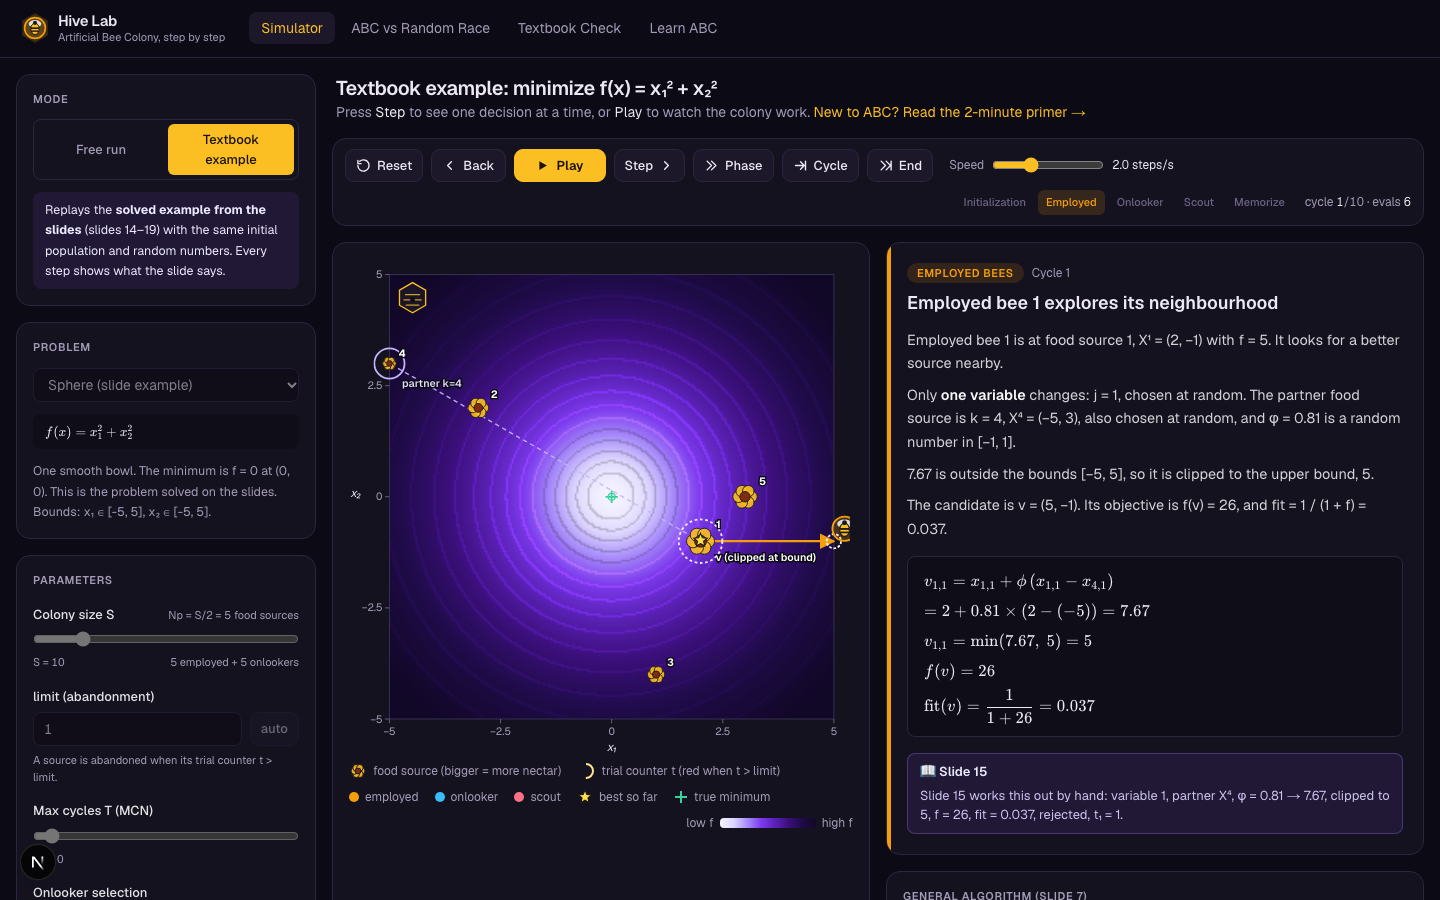 Hive Lab
Artificial Bee Colony, step by step
Simulator
ABC vs Random Race
Textbook Check
Learn ABC
MODE
Free run
Textbook
example
Replays the solved example from the
slides (slides 14–19) with the same initial
population and random numbers. Every
step shows what the slide says.
PROBLEM
Sphere (slide example)
f(x) = x₁² + x₂²
One smooth bowl. The minimum is f = 0 at (0,
0). This is the problem solved on the slides.
Bounds: x₁ ∈ [-5, 5], x₂ ∈ [-5, 5].
PARAMETERS
Colony size S
Np = S/2 = 5 food sources
S = 10
5 employed + 5 onlookers
limit (abandonment)
1
auto
A source is abandoned when its trial counter t >
limit.
Max cycles T (MCN)
N
0
Onlooker selection
Textbook example: minimize f(x) = x₁² + x₂²
Press Step to see one decision at a time, or Play to watch the colony work. New to ABC? Read the 2-minute primer →
Reset
Back
Play
Step
Phase
Cycle
End
Speed
2.0 steps/s
Initialization
Employed
Onlooker
Scout
Memorize
cycle 1/10 · evals 6
5
2.5
0
−2.5
−5
x₂
−5
−2.5
0
2.5
5
x₁
4
partner k=4
2
5
1
v (clipped at bound)
3
food source (bigger = more nectar)
trial counter t (red when t > limit)
employed
onlooker
scout
best so far
true minimum
low f
high f
EMPLOYED BEES
Cycle 1
Employed bee 1 explores its neighbourhood
Employed bee 1 is at food source 1, X¹ = (2, −1) with f = 5. It looks for a better
source nearby.
Only one variable changes: j = 1, chosen at random. The partner food
source is k = 4, X⁴ = (−5, 3), also chosen at random, and φ = 0.81 is a random
number in [−1, 1].
7.67 is outside the bounds [−5, 5], so it is clipped to the upper bound, 5.
The candidate is v = (5, −1). Its objective is f(v) = 26, and fit = 1 / (1 + f) =
0.037.
v₁,₁ = x₁,₁ + ϕ (x₁,₁ − x₄,₁)
= 2 + 0.81 × (2 − (−5)) = 7.67
v₁,₁ = min(7.67, 5) = 5
f(v) = 26
fit(v) = 1 / 1 + 26 = 0.037
Slide 15
Slide 15 works this out by hand: variable 1, partner X⁴, φ = 0.81 → 7.67, clipped to
5, f = 26, fit = 0.037, rejected, t₁ = 1.
GENERAL ALGORITHM (SLIDE 7)